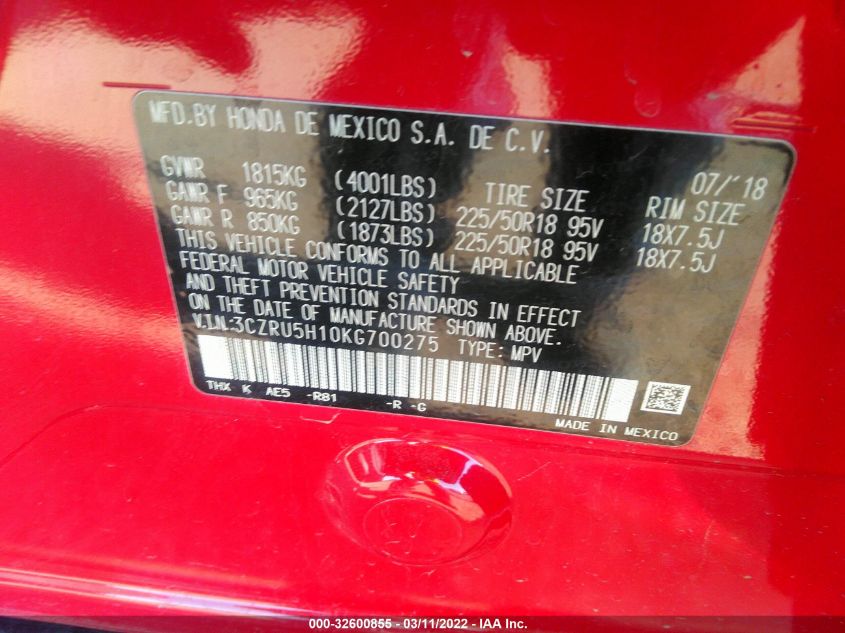 MFD.BY HONDA DE MEXICO S.A. DE C.V.
07/'18
GVWR 1815KG (4001LBS) TIRE SIZE RIM SIZE
GAWR F 965KG (2127LBS) 225/50R18 95V 18X7.5J
GAWR R 850KG (1873LBS) 225/50R18 95V 18X7.5J
THIS VEHICLE CONFORMS TO ALL APPLICABLE
FEDERAL MOTOR VEHICLE SAFETY
AND THEFT PREVENTION STANDARDS IN EFFECT
ON THE DATE OF MANUFACTURE SHOWN ABOVE.
V.I.N:3CZRU5H10KG700275 TYPE: MPV
THX K AE5 -R81 -R -G
MADE IN MEXICO
000-32600855 - 03/11/2022 - IAA Inc.